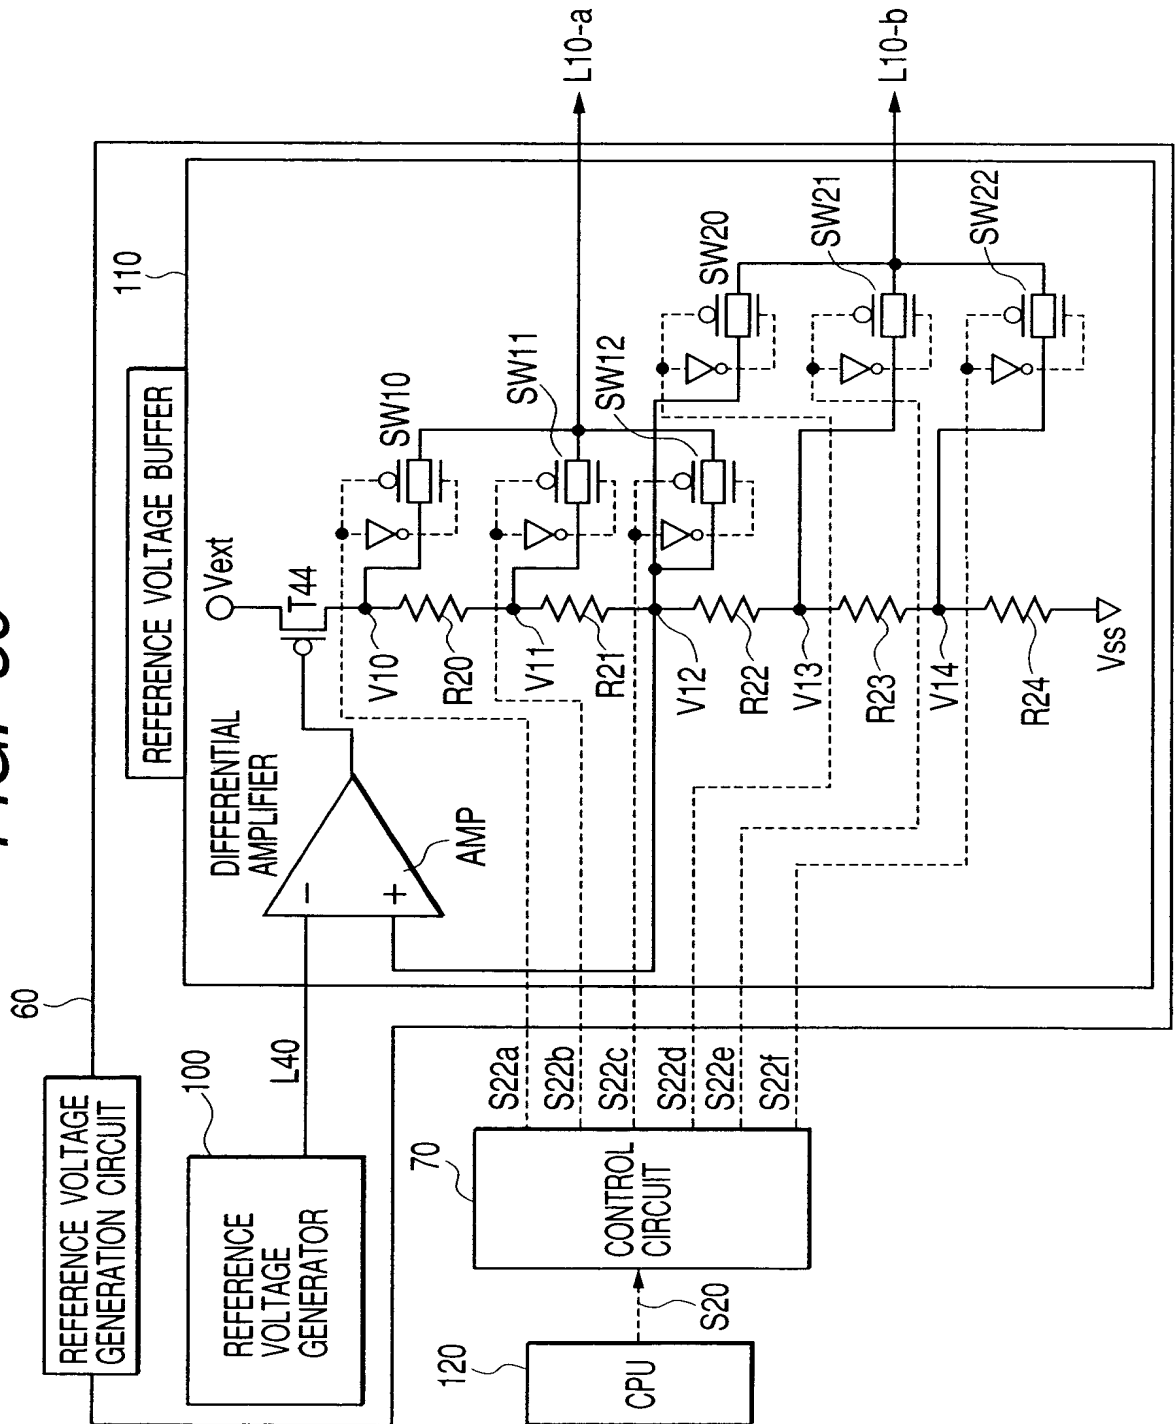 REFERENCE VOLTAGE
GENERATION CIRCUIT
60
REFERENCE VOLTAGE BUFFER
110
100
REFERENCE
VOLTAGE
GENERATOR
L40
DIFFERENTIAL
AMPLIFIER
−
+
AMP
Vext
T44
V10
R20
V11
R21
V12
R22
V13
R23
V14
R24
Vss
SW10
SW11
SW12
SW20
SW21
SW22
L10-a
L10-b
120
CPU
S20
70
CONTROL
CIRCUIT
S22a
S22b
S22c
S22d
S22e
S22f